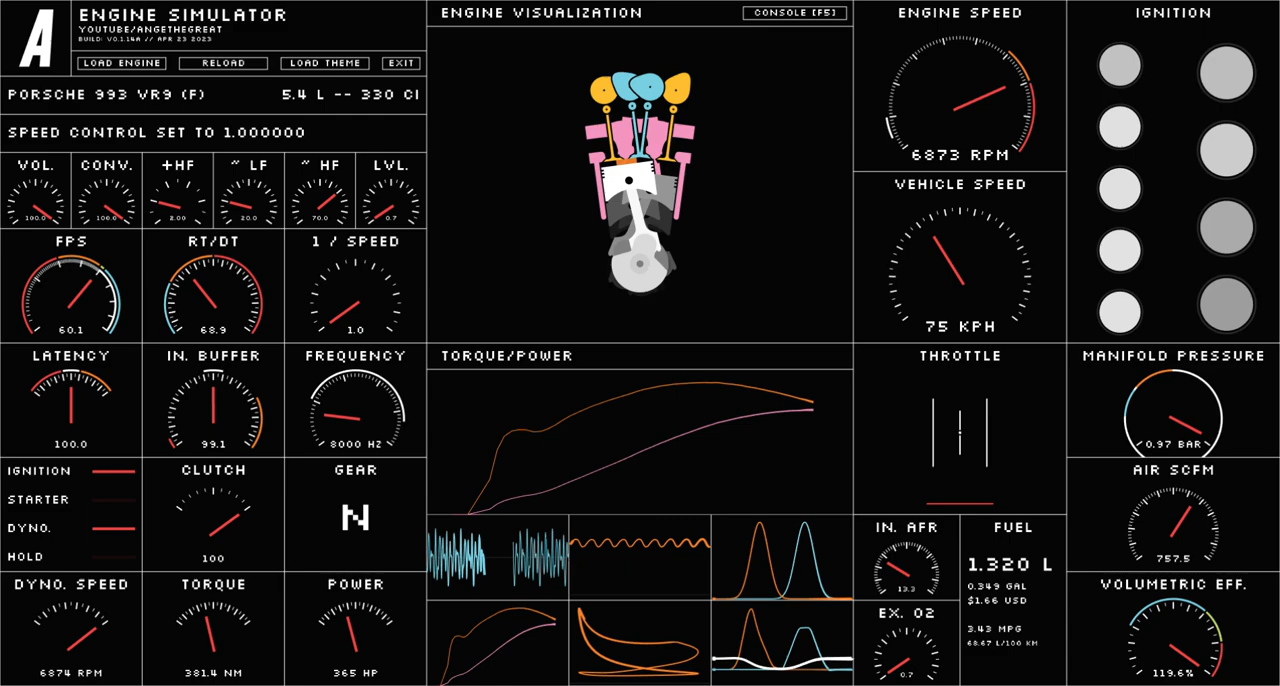 A
ENGINE SIMULATOR
YOUTUBE/ANGETHEGREAT
BUILD: V0.1.14A // APR 23 2023
LOAD ENGINE
RELOAD
LOAD THEME
EXIT
PORSCHE 993 VR9 (F)
5.4 L -- 330 CI
SPEED CONTROL SET TO 1.000000
VOL.
CONV.
+HF
~ LF
~ HF
LVL.
100.0
100.0
2.00
20.0
70.0
0.7
FPS
RT/DT
1 / SPEED
60.1
68.9
1.0
LATENCY
IN. BUFFER
FREQUENCY
100.0
99.1
8000 HZ
IGNITION
STARTER
DYNO.
HOLD
CLUTCH
100
GEAR
N
DYNO. SPEED
TORQUE
POWER
6874 RPM
381.4 NM
365 HP
ENGINE VISUALIZATION
CONSOLE [F5]
TORQUE/POWER
ENGINE SPEED
6873 RPM
VEHICLE SPEED
75 KPH
THROTTLE
IN. AFR
13.3
EX. O2
0.7
FUEL
1.320 L
0.349 GAL
$1.66 USD
3.43 MPG
68.67 L/100 KM
IGNITION
MANIFOLD PRESSURE
0.97 BAR
AIR SCFM
757.5
VOLUMETRIC EFF.
119.6%